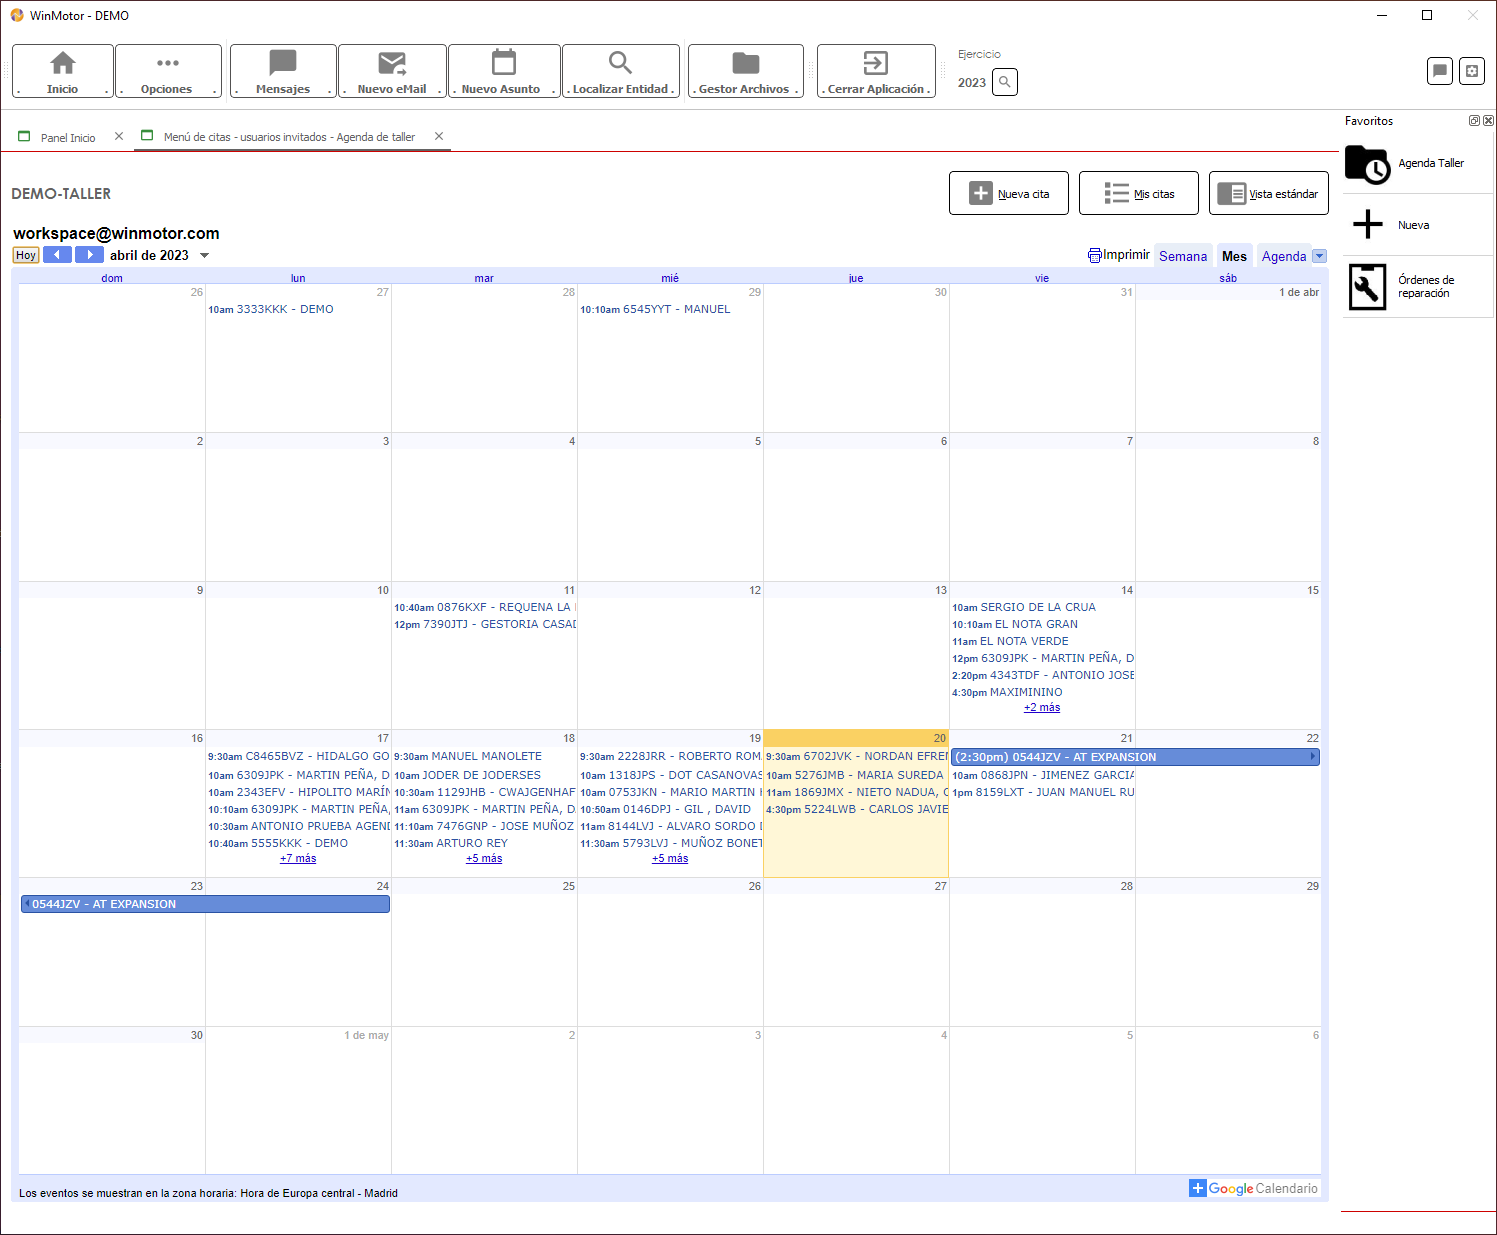 WinMotor - DEMO
Inicio
Opciones
Mensajes
Nuevo eMail
Nuevo Asunto
Localizar Entidad
Gestor Archivos
Cerrar Aplicación
Ejercicio
2023
Panel Inicio
Menú de citas - usuarios invitados - Agenda de taller
Favoritos
Agenda Taller
Nueva
Órdenes de
reparación
DEMO-TALLER
Nueva cita
Mis citas
Vista estándar
workspace@winmotor.com
Hoy
abril de 2023
Imprimir
Semana
Mes
Agenda
dom lun mar mié jue vie sáb
26 27 28 29 30 31 1 de abr
10am 3333KKK - DEMO
10:10am 6545YYT - MANUEL
2 3 4 5 6 7 8
9 10 11 12 13 14 15
10:40am 0876KXF - REQUENA LA
12pm 7390JTJ - GESTORIA CASAD
10am SERGIO DE LA CRUA
10:10am EL NOTA GRAN
11am EL NOTA VERDE
12pm 6309JPK - MARTIN PEÑA, D
2:20pm 4343TDF - ANTONIO JOSE
4:30pm MAXIMININO
+2 más
16 17 18 19 20 21 22
9:30am C8465BVZ - HIDALGO GO
10am 6309JPK - MARTIN PEÑA, D
10am 2343EFV - HIPOLITO MARÍN
10:10am 6309JPK - MARTIN PEÑA,
10:30am ANTONIO PRUEBA AGEN
10:40am 5555KKK - DEMO
+7 más
9:30am MANUEL MANOLETE
10am JODER DE JODERSES
10:30am 1129JHB - CWAJGENHAF
11am 6309JPK - MARTIN PEÑA, D
11:10am 7476GNP - JOSE MUÑOZ
11:30am ARTURO REY
+5 más
9:30am 2228JRR - ROBERTO ROM
10am 1318JPS - DOT CASANOVAS
10am 0753JKN - MARIO MARTIN
10:50am 0146DPJ - GIL , DAVID
11am 8144LVJ - ALVARO SORDO
11:30am 5793LVJ - MUÑOZ BONET
+5 más
9:30am 6702JVK - NORDAN EFREN
10am 5276JMB - MARIA SUREDA
11am 1869JMX - NIETO NADUA,
4:30pm 5224LWB - CARLOS JAVIE
(2:30pm) 0544JZV - AT EXPANSION
10am 0868JPN - JIMENEZ GARCIA
1pm 8159LXT - JUAN MANUEL RU
23 24 25 26 27 28 29
0544JZV - AT EXPANSION
30 1 de may 2 3 4 5 6
Los eventos se muestran en la zona horaria: Hora de Europa central - Madrid
Google Calendario